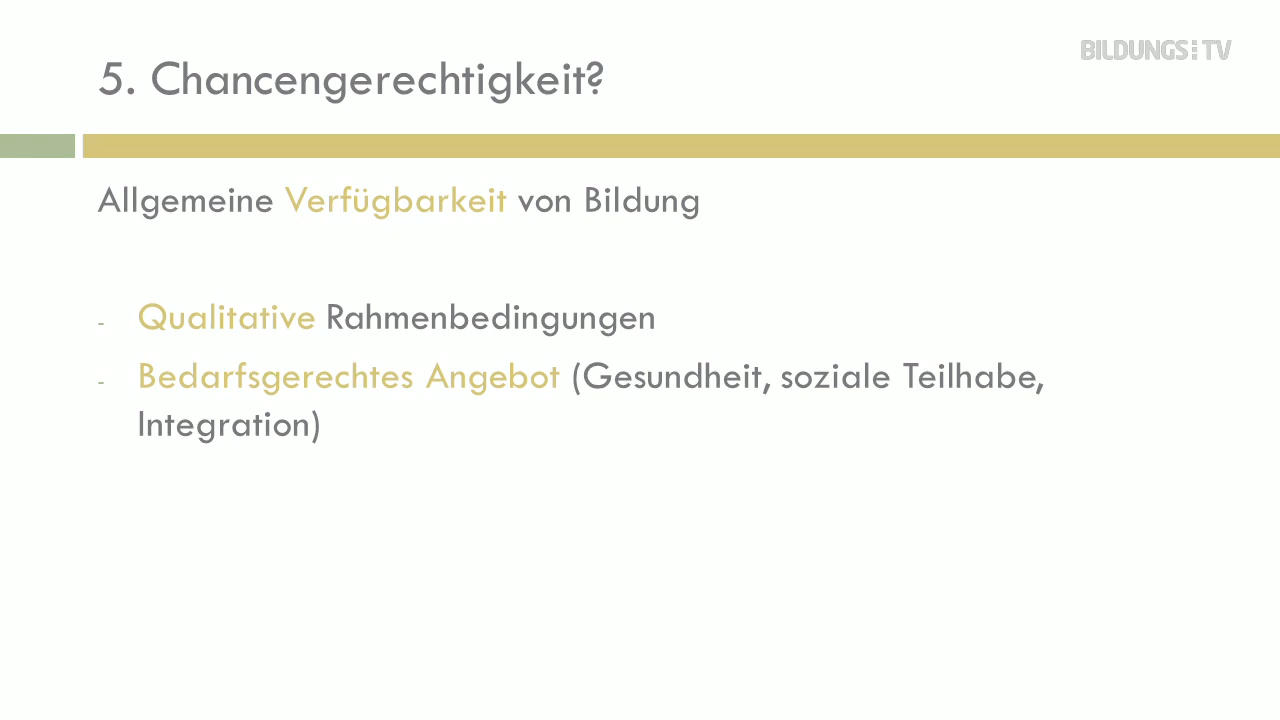 BILDUNGS TV
5. Chancengerechtigkeit?
Allgemeine Verfügbarkeit von Bildung
- Qualitative Rahmenbedingungen
- Bedarfsgerechtes Angebot (Gesundheit, soziale Teilhabe,
Integration)